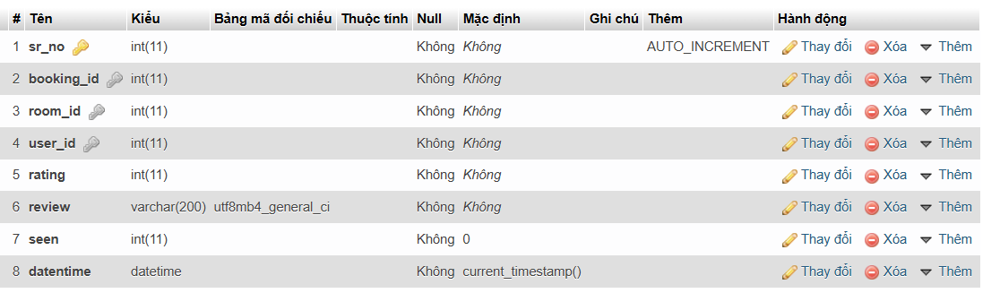 # Tên Kiểu Bảng mã đối chiếu Thuộc tính Null Mặc định Ghi chú Thêm Hành động
1 sr_no int(11) Không Không AUTO_INCREMENT Thay đổi Xóa Thêm
2 booking_id int(11) Không Không Thay đổi Xóa Thêm
3 room_id int(11) Không Không Thay đổi Xóa Thêm
4 user_id int(11) Không Không Thay đổi Xóa Thêm
5 rating int(11) Không Không Thay đổi Xóa Thêm
6 review varchar(200) utf8mb4_general_ci Không Không Thay đổi Xóa Thêm
7 seen int(11) Không 0 Thay đổi Xóa Thêm
8 datentime datetime Không current_timestamp() Thay đổi Xóa Thêm